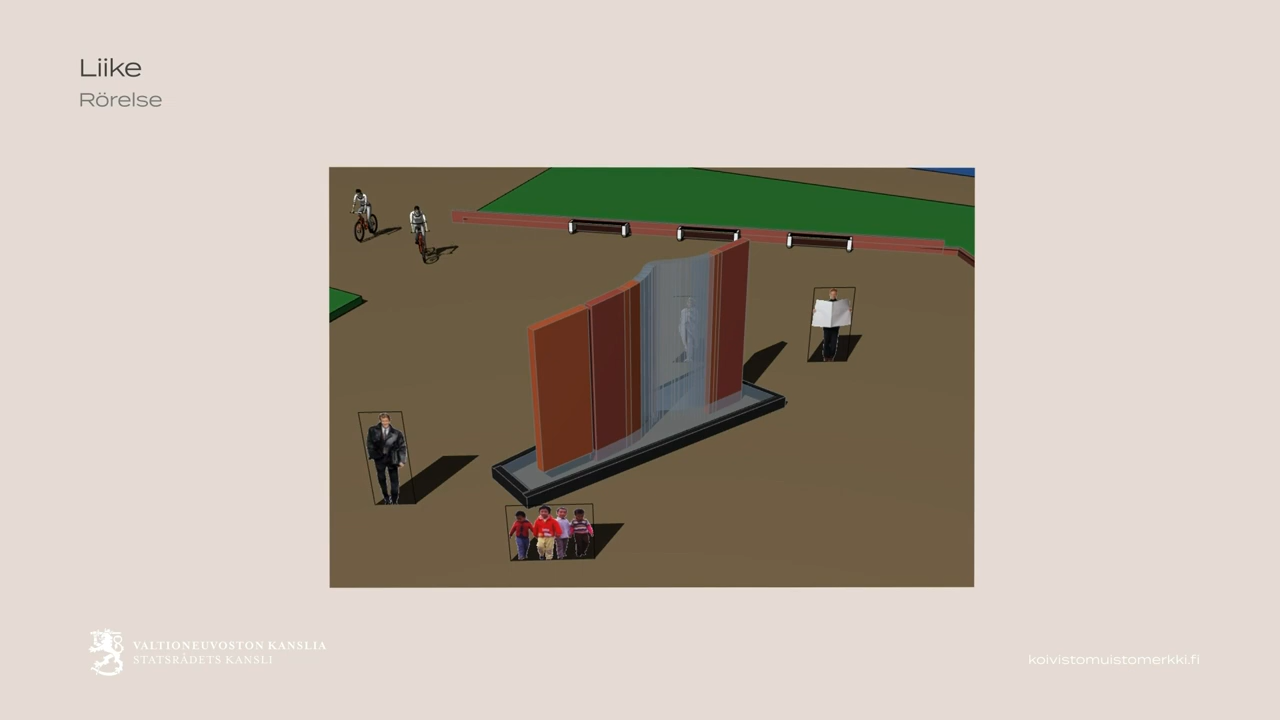 Liike
Rörelse
VALTIONEUVOSTON KANSLIA
STATSRÅDETS KANSLI
koivistomuistomerkki.fi